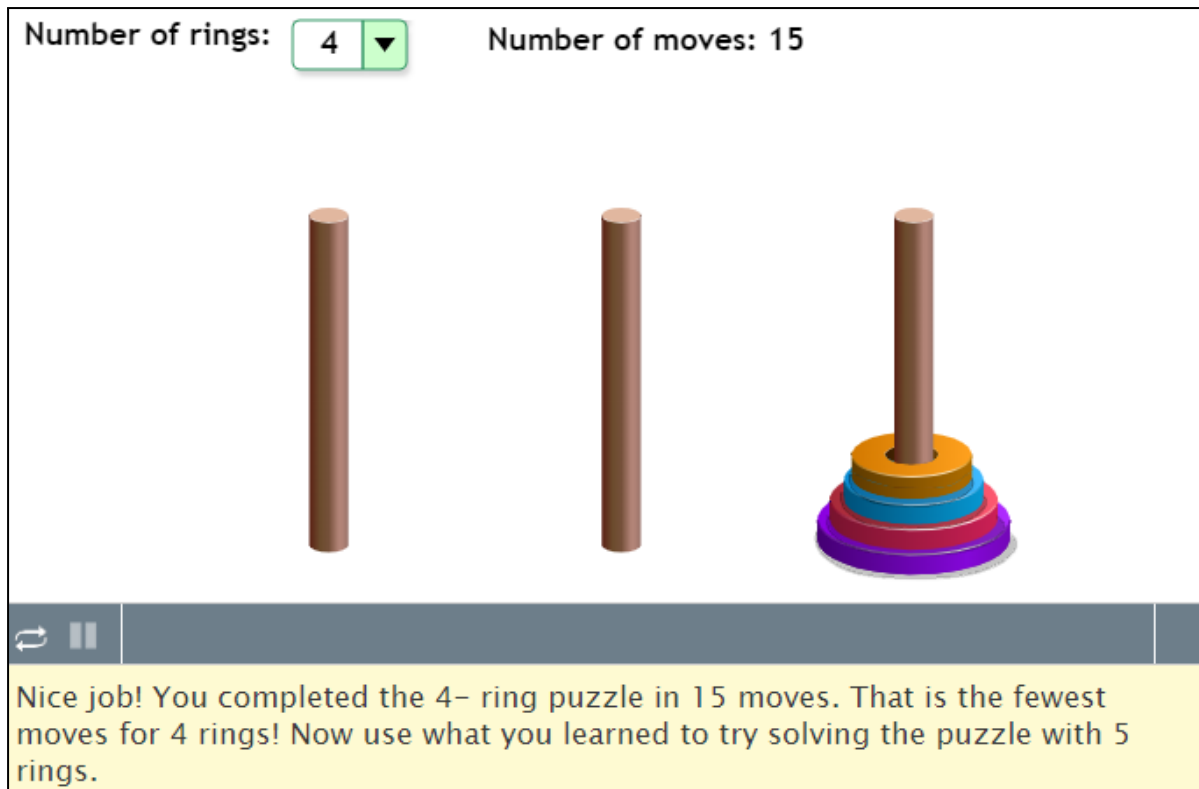 Number of rings: 4 Number of moves: 15
Nice job! You completed the 4- ring puzzle in 15 moves. That is the fewest
moves for 4 rings! Now use what you learned to try solving the puzzle with 5
rings.